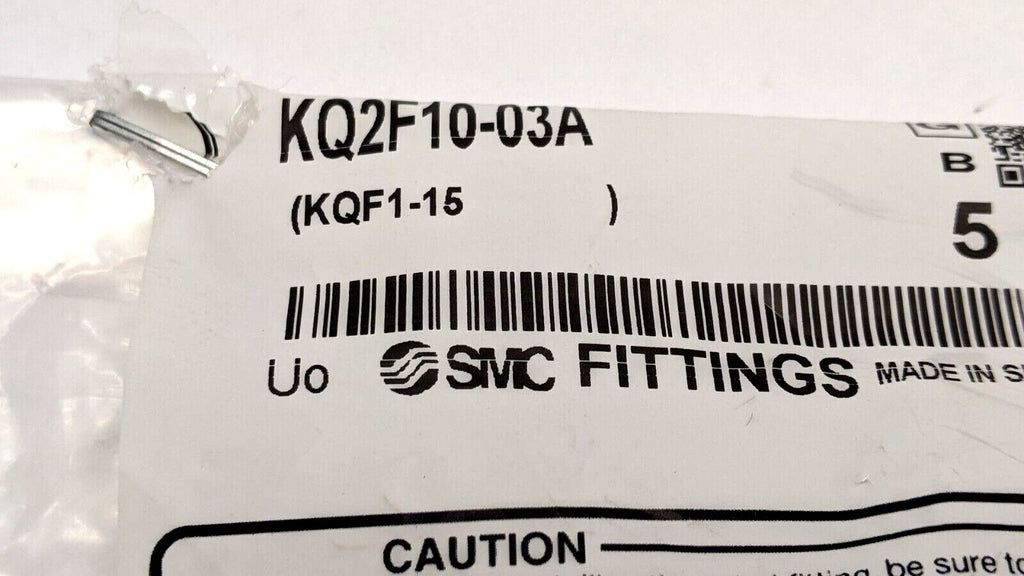 KQ2F10-03A
B
(KQF1-15 )
5
Uo SMC FITTINGS MADE IN
CAUTION
be sure to